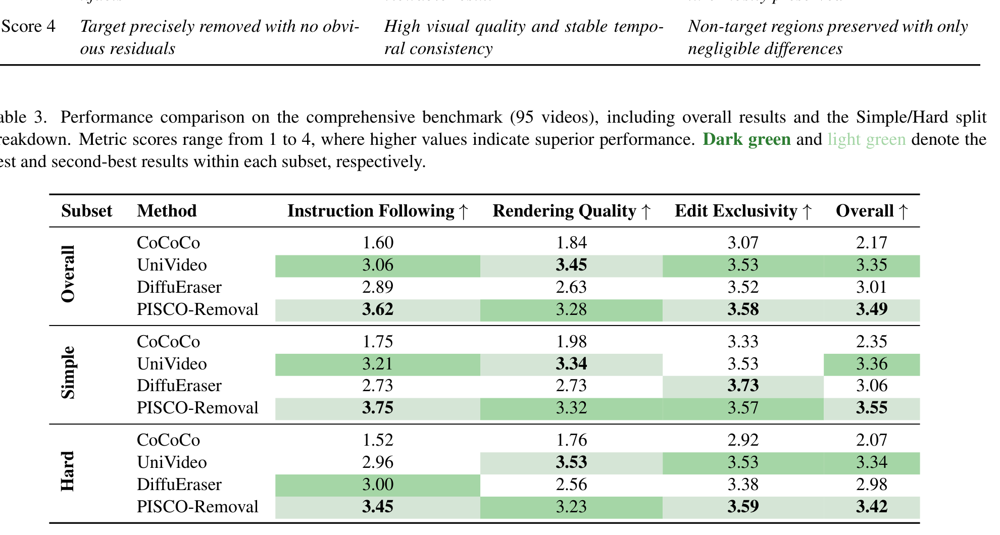 Score 4 Target precisely removed with no obvi- High visual quality and stable tempo- Non-target regions preserved with only
ous residuals ral consistency negligible differences
able 3. Performance comparison on the comprehensive benchmark (95 videos), including overall results and the Simple/Hard split
reakdown. Metric scores range from 1 to 4, where higher values indicate superior performance. Dark green and light green denote the
est and second-best results within each subset, respectively.
Subset Method Instruction Following ↑ Rendering Quality ↑ Edit Exclusivity ↑ Overall ↑
Overall
CoCoCo 1.60 1.84 3.07 2.17
UniVideo 3.06 3.45 3.53 3.35
DiffuEraser 2.89 2.63 3.52 3.01
PISCO-Removal 3.62 3.28 3.58 3.49
Simple
CoCoCo 1.75 1.98 3.33 2.35
UniVideo 3.21 3.34 3.53 3.36
DiffuEraser 2.73 2.73 3.73 3.06
PISCO-Removal 3.75 3.32 3.57 3.55
Hard
CoCoCo 1.52 1.76 2.92 2.07
UniVideo 2.96 3.53 3.53 3.34
DiffuEraser 3.00 2.56 3.38 2.98
PISCO-Removal 3.45 3.23 3.59 3.42